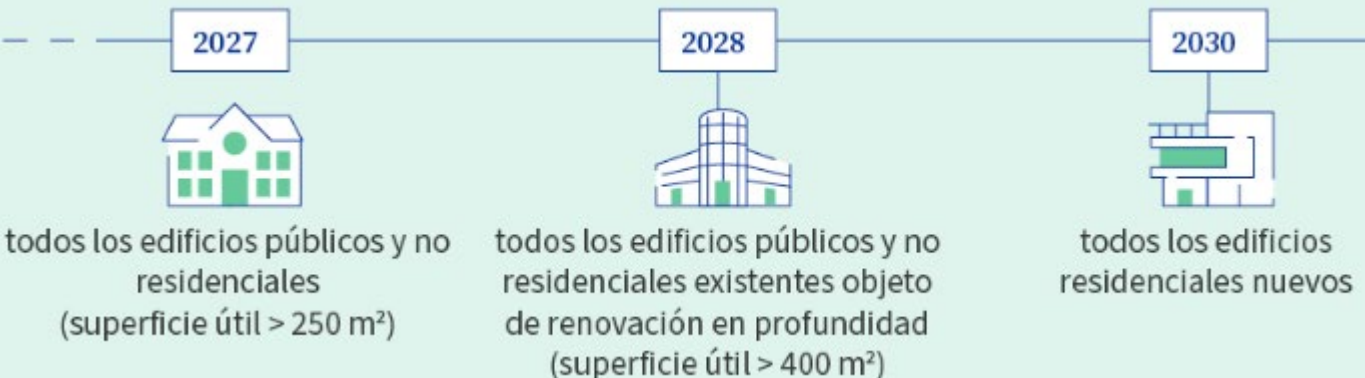 2027
todos los edificios públicos y no
residenciales
(superficie útil > 250 m²)
2028
todos los edificios públicos y no
residenciales existentes objeto
de renovación en profundidad
(superficie útil > 400 m²)
2030
todos los edificios
residenciales nuevos